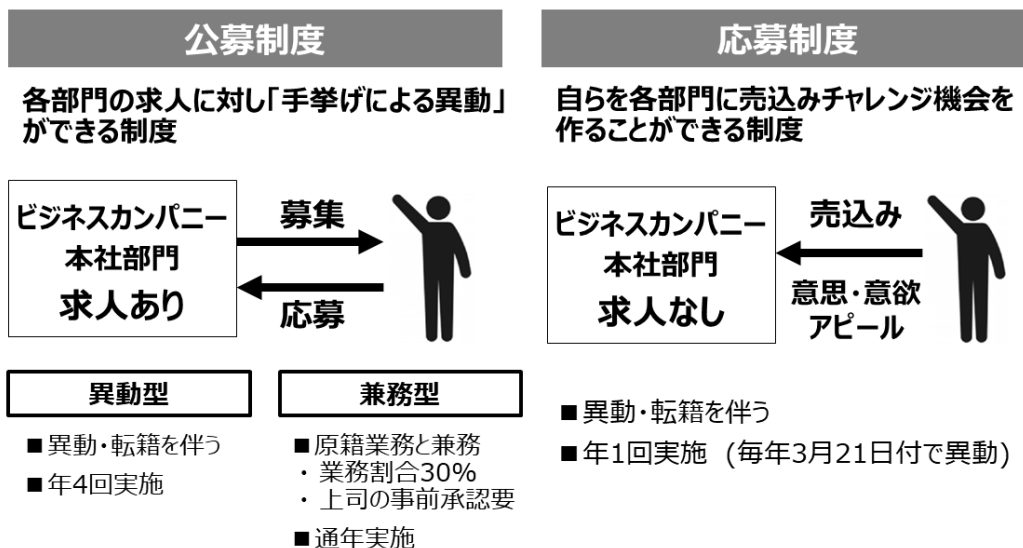 公募制度
各部門の求人に対し「手挙げによる異動」
ができる制度
ビジネスカンパニー
本社部門
求人あり
募集
応募
異動型
■異動・転籍を伴う
■年4回実施
兼務型
■原籍業務と兼務
・業務割合30%
・上司の事前承認要
■通年実施
応募制度
自らを各部門に売込みチャレンジ機会を
作ることができる制度
ビジネスカンパニー
本社部門
求人なし
売込み
意思・意欲
アピール
■異動・転籍を伴う
■年1回実施 (毎年3月21日付で異動)